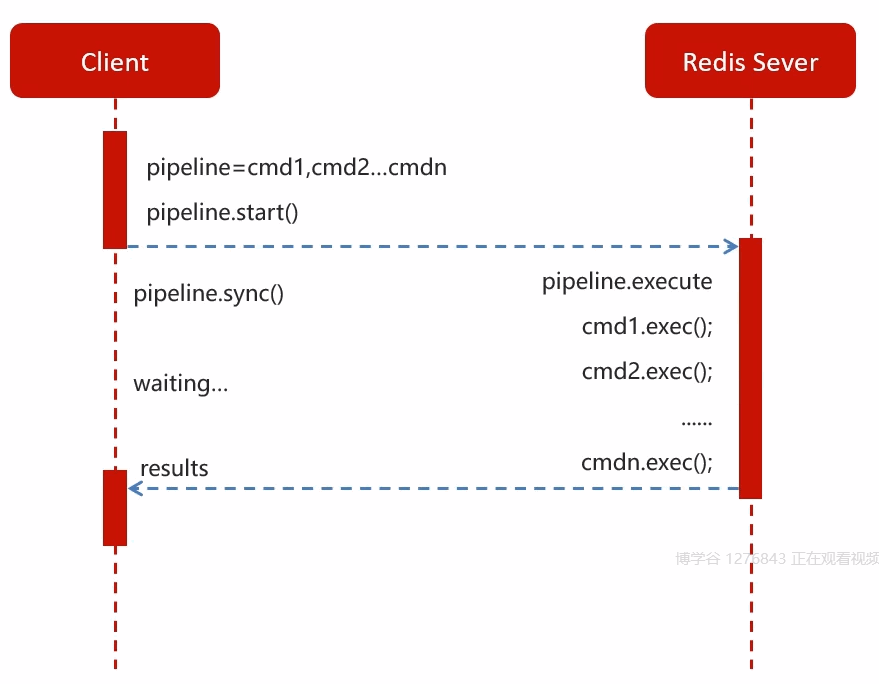 Client
Redis Sever
pipeline=cmd1,cmd2...cmdn
pipeline.start()
pipeline.sync()
pipeline.execute
cmd1.exec();
cmd2.exec();
waiting...
......
cmdn.exec();
results
博学谷 1276843 正在观看视频